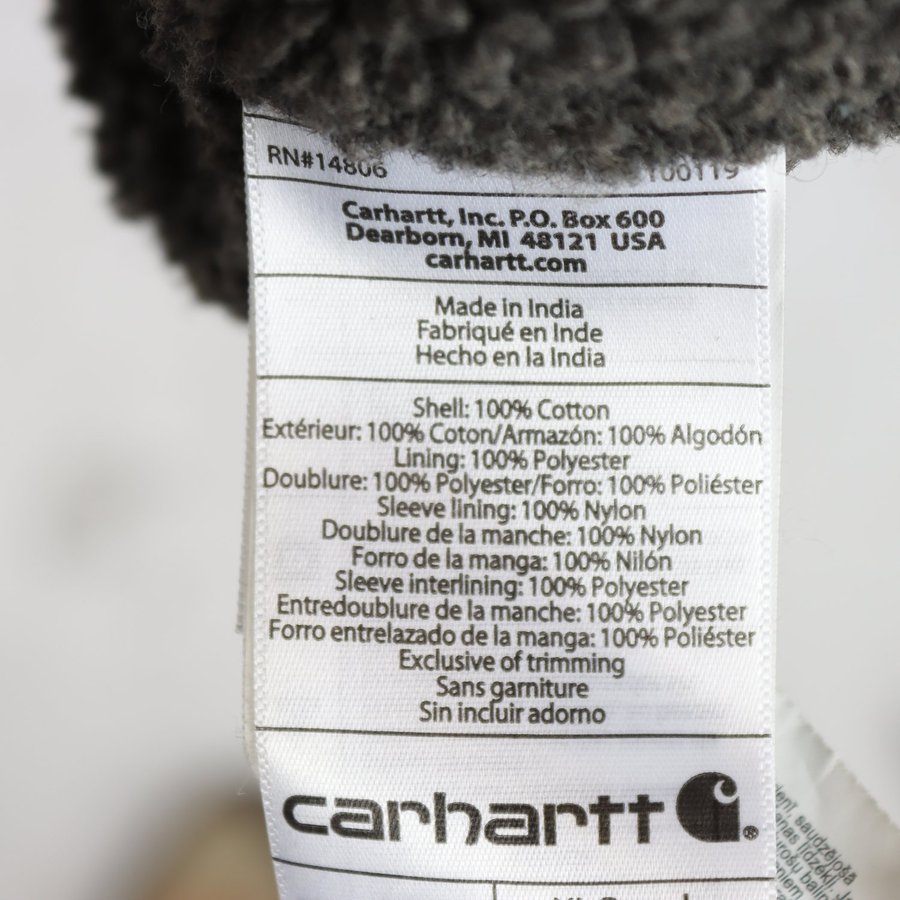 RN#14806 100119
Carhartt, Inc. P.O. Box 600
Dearborn, MI 48121 USA
carhartt.com
Made in India
Fabriqué en Inde
Hecho en la India
Shell: 100% Cotton
Extérieur: 100% Coton/Armazón: 100% Algodón
Lining: 100% Polyester
Doublure: 100% Polyester/Forro: 100% Poliéster
Sleeve lining: 100% Nylon
Doublure de la manche: 100% Nylon
Forro de la manga: 100% Nilón
Sleeve interlining: 100% Polyester
Entredoublure de la manche: 100% Polyester
Forro entrelazado de la manga: 100% Poliéster
Exclusive of trimming
Sans garniture
Sin incluir adorno
carhartt®
saudzējoša